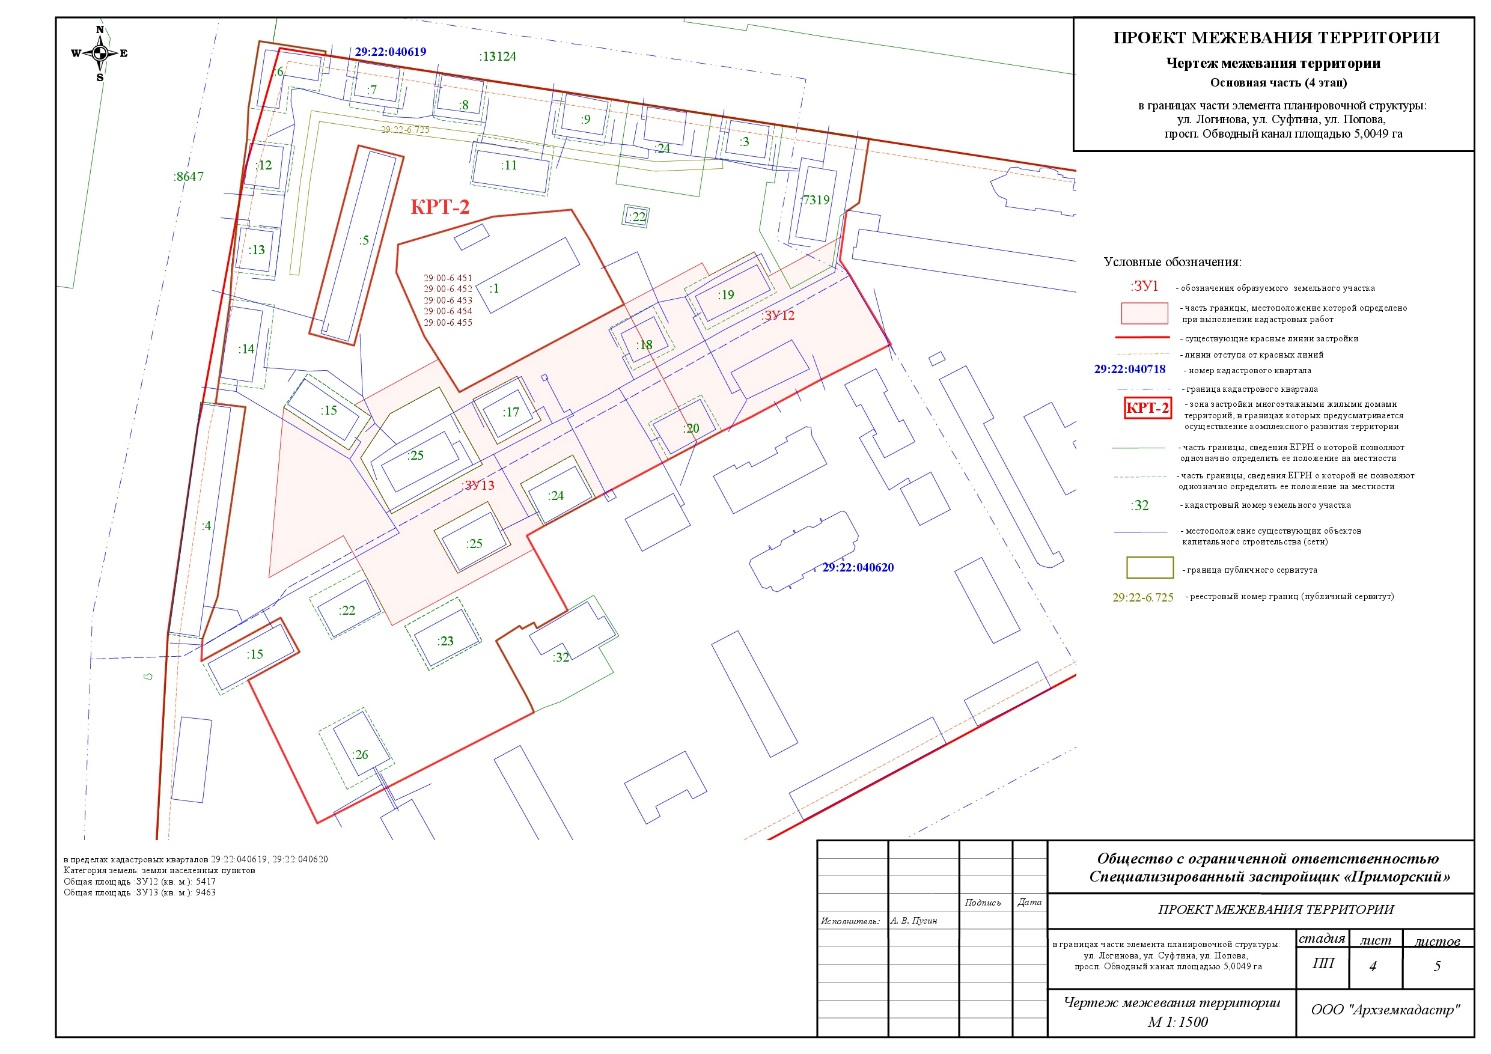 N
W E
S
29:22:040619
:13124
ПРОЕКТ МЕЖЕВАНИЯ ТЕРРИТОРИИ
Чертеж межевания территории
Основная часть (4 этап)
в границах части элемента планировочной структуры:
ул. Логинова, ул. Суфтина, ул. Попова,
просп. Обводный канал площадью 5,0049 га
:6
:7
:8
:9
:24
:3
29:22-6.725
:11
:12
:8647
:7319
КРТ-2
:22
:5
:13
29:00-6.451
29:00-6.452
29:00-6.453
29:00-6.454
29:00-6.455
:1
:19
:ЗУ12
:18
:14
:15
:17
:20
:25
:ЗУ13
:24
:4
:25
29:22:040620
:22
:23
:15
:32
:26
Условные обозначения:
:ЗУ1 - обозначения образуемого земельного участка
- часть границы, местоположение которой определено
при выполнении кадастровых работ
- существующие красные линии застройки
- линии отступа от красных линий
29:22:040718 - номер кадастрового квартала
- граница кадастрового квартала
КРТ-2 - зона застройки многоэтажными жилыми домами
территорий, в границах которых предусматривается
осуществление комплексного развития территории
- часть границы, сведения ЕГРН о которой позволяют
однозначно определить ее положение на местности
- часть границы, сведения ЕГРН о которой не позволяют
однозначно определить ее положение на местности
:32 - кадастровый номер земельного участка
- местоположение существующих объектов
капитального строительства (сети)
- граница публичного сервитута
29:22-6.725 - реестровый номер границ (публичный сервитут)
в пределах кадастровых кварталов 29:22:040619, 29:22:040620
Категория земель: земли населенных пунктов
Общая площадь :ЗУ12 (кв. м.): 5417
Общая площадь :ЗУ13 (кв. м.): 9463
Общество с ограниченной ответственностью
Специализированный застройщик «Приморский»
Подпись Дата
Исполнитель: А. В. Пугин
ПРОЕКТ МЕЖЕВАНИЯ ТЕРРИТОРИИ
в границах части элемента планировочной структуры:
ул. Логинова, ул. Суфтина, ул. Попова,
просп. Обводный канал площадью 5,0049 га
стадия лист листов
ПП 4 5
Чертеж межевания территории
М 1:1500
ООО "Архземкадастр"